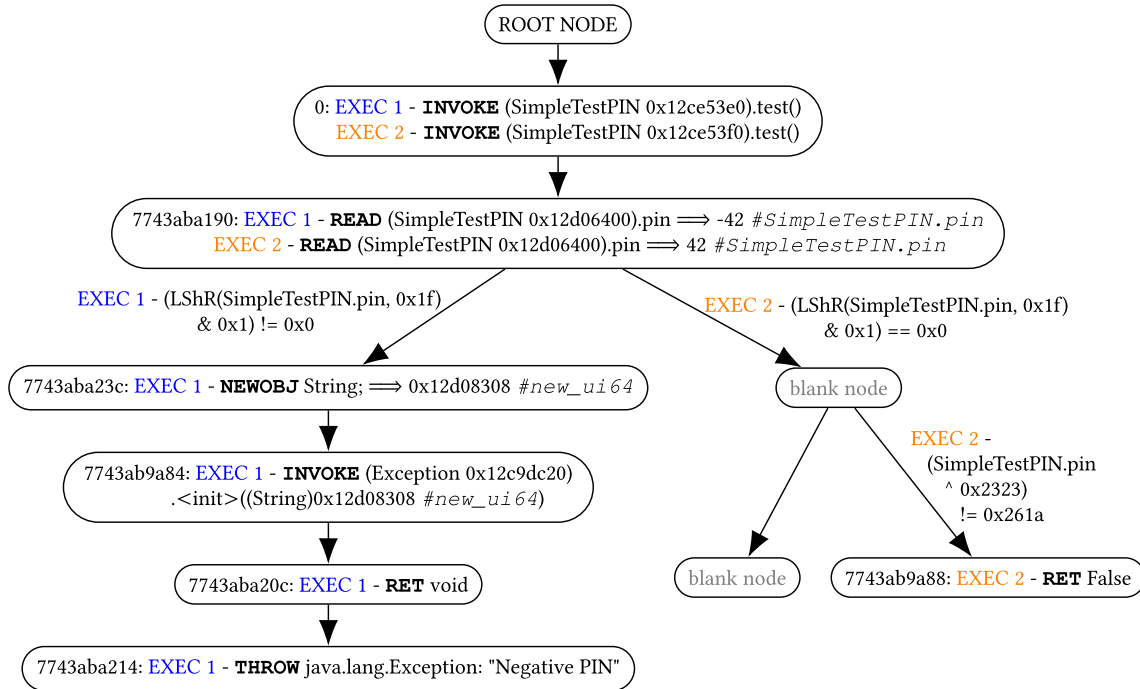 ROOT NODE
0: EXEC 1 - INVOKE (SimpleTestPIN 0x12ce53e0).test()
EXEC 2 - INVOKE (SimpleTestPIN 0x12ce53f0).test()
7743aba190: EXEC 1 - READ (SimpleTestPIN 0x12d06400).pin ⟹ -42 #SimpleTestPIN.pin
EXEC 2 - READ (SimpleTestPIN 0x12d06400).pin ⟹ 42 #SimpleTestPIN.pin
EXEC 1 - (LShR(SimpleTestPIN.pin, 0x1f)
& 0x1) != 0x0
EXEC 2 - (LShR(SimpleTestPIN.pin, 0x1f)
& 0x1) == 0x0
7743aba23c: EXEC 1 - NEWOBJ String; ⟹ 0x12d08308 #new_ui64
blank node
7743ab9a84: EXEC 1 - INVOKE (Exception 0x12c9dc20)
.<init>((String)0x12d08308 #new_ui64)
EXEC 2 -
(SimpleTestPIN.pin
^ 0x2323)
!= 0x261a
7743aba20c: EXEC 1 - RET void
blank node
7743ab9a88: EXEC 2 - RET False
7743aba214: EXEC 1 - THROW java.lang.Exception: "Negative PIN"